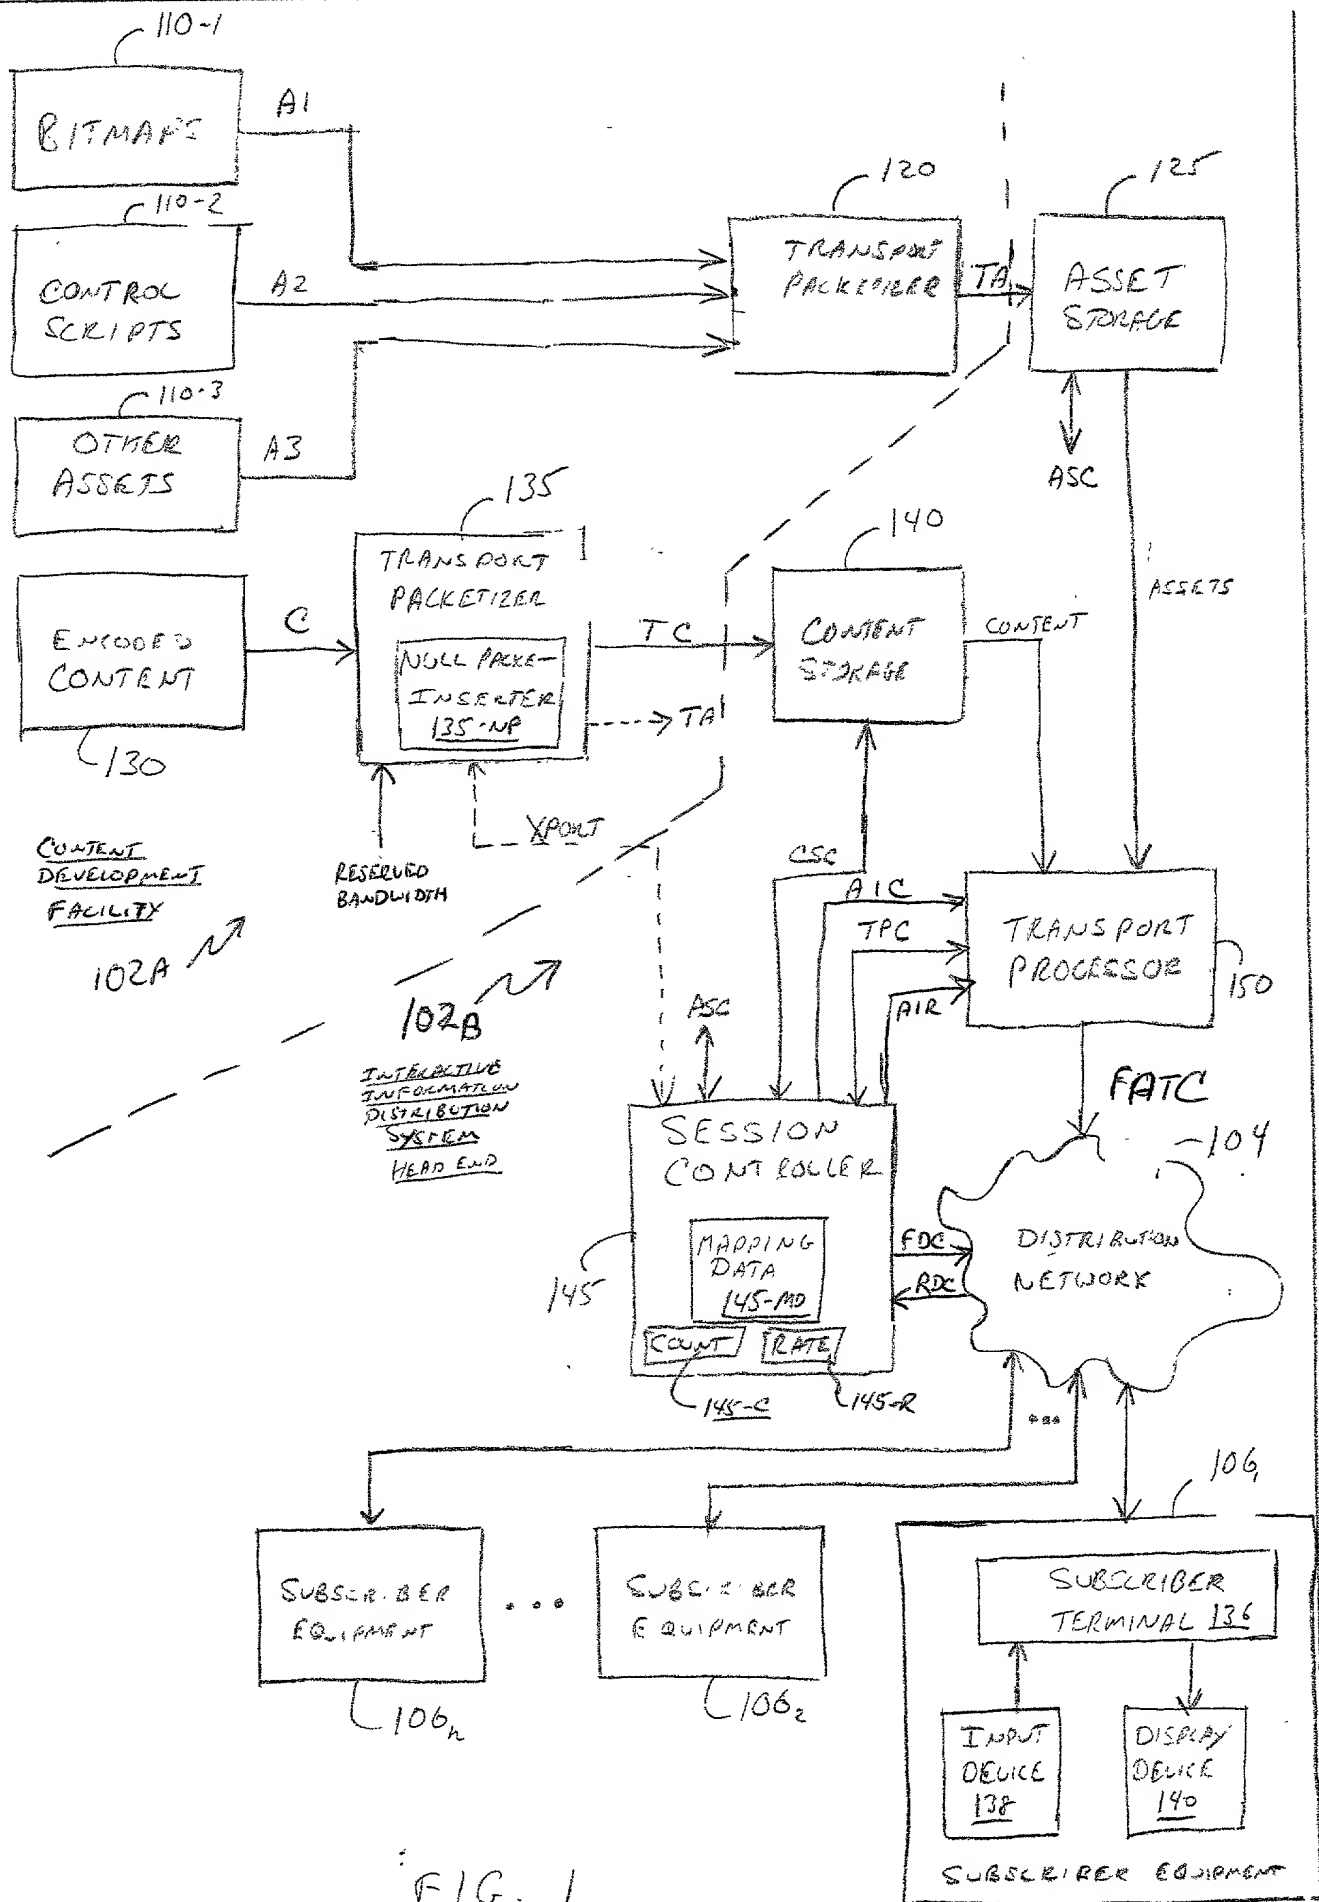 110-1
BITMAPS
A1
110-2
CONTROL
SCRIPTS
A2
110-3
OTHER
ASSETS
A3
120
TRANSPORT
PACKETIZER
TA
125
ASSET
STORAGE
ASC
ASSETS
130
ENCODED
CONTENT
C
135
TRANSPORT
PACKETIZER
NULL PACKE-
INSERTER
135-NP
TC
TA
RESERVED
BANDWIDTH
XPORT
140
CONTENT
STORAGE
CONTENT
CSC
AIC
TPC
AIR
TRANSPORT
PROCESSOR
150
CONTENT
DEVELOPMENT
FACILITY
102A
102B
INTERACTIVE
INFORMATION
DISTRIBUTION
SYSTEM
HEAD END
ASC
SESSION
CONTROLLER
MAPPING
DATA
145-MD
COUNT
RATE
145
145-C
145-R
FATC
104
DISTRIBUTION
NETWORK
FDC
RDC
...
SUBSCRIBER
EQUIPMENT
106n
...
SUBSCRIBER
EQUIPMENT
1062
1061
SUBSCRIBER
TERMINAL 136
INPUT
DEVICE
138
DISPLAY
DEVICE
140
SUBSCRIBER EQUIPMENT
FIG. 1